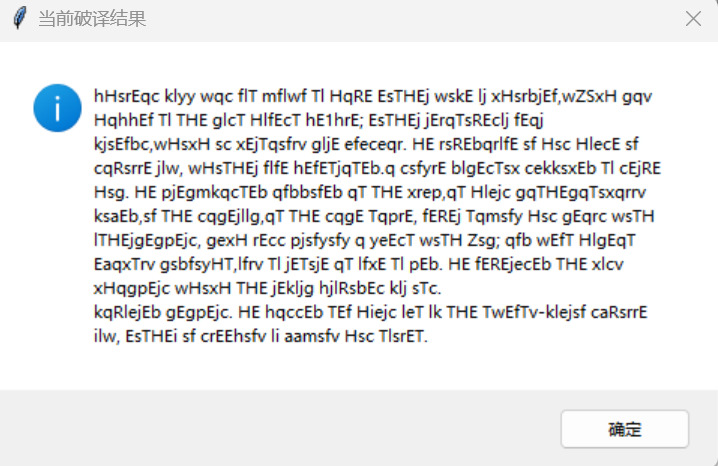 当前破译结果
hHsrEqc klyy wqc flT mflwf Tl HqRE EsTHEj wskE lj xHsrbjEf,wZSxH gqv
HqhhEf Tl THE glcT HlfEcT hE1hrE; EsTHEj jErqTsREclj fEqj
kjsEfbc,wHsxH sc xEjTqsfrv gljE efeceqr. HE rsREbqrlfE sf Hsc HlecE sf
cqRsrrE jlw, wHsTHEj flfE hEfETjqTEb.q csfyrE blgEcTsx cekksxEb Tl cEjRE
Hsg. HE pjEgmkqcTEb qfbbsfEb qT THE xrep,qT Hlejc gqTHEgqTsxqrrv
ksaEb,sf THE cqgEjllg,qT THE cqgE TqprE, fEREj Tqmsfy Hsc gEqrc wsTH
lTHEjgEgpEjc, gexH rEcc pjsfysfy q yeEcT wsTH Zsg; qfb wEfT HlgEqT
EaqxTrv gsbfsyHT,lfrv Tl jETsjE qT lfxE Tl pEb. HE fEREjecEb THE xlcv
xHqgpEjc wHsxH THE jEkljg hjlRsbEc klj sTc.
kqRlejEb gEgpEjc. HE hqccEb TEf Hiejc leT lk THE TwEfTv-klejsf caRsrrE
ilw, EsTHEi sf crEEhsfv li aamsfv Hsc TlsrET.
确定